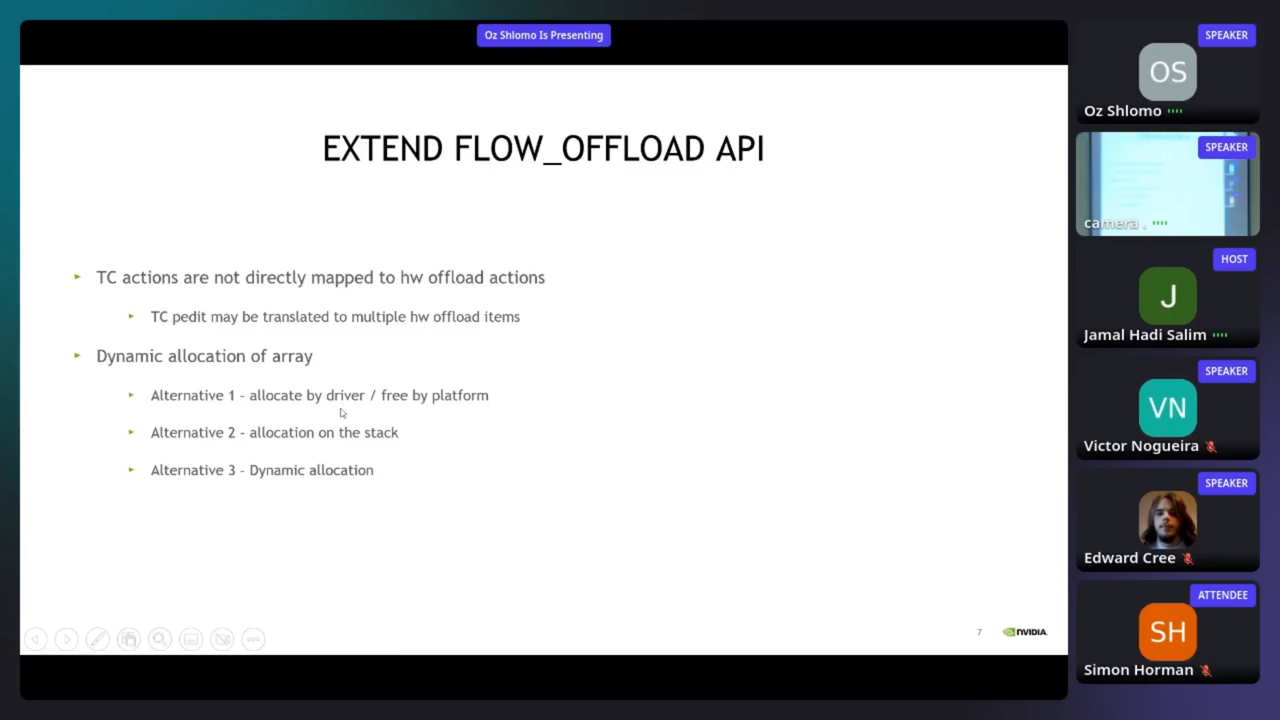 Oz Shlomo Is Presenting
EXTEND FLOW_OFFLOAD API
TC actions are not directly mapped to hw offload actions
TC pedit may be translated to multiple hw offload items
Dynamic allocation of array
Alternative 1 - allocate by driver / free by platform
Alternative 2 - allocation on the stack
Alternative 3 - Dynamic allocation
7
NVIDIA.
SPEAKER
OS
Oz Shlomo
SPEAKER
camera .
HOST
J
Jamal Hadi Salim
SPEAKER
VN
Victor Nogueira
SPEAKER
Edward Cree
ATTENDEE
SH
Simon Horman